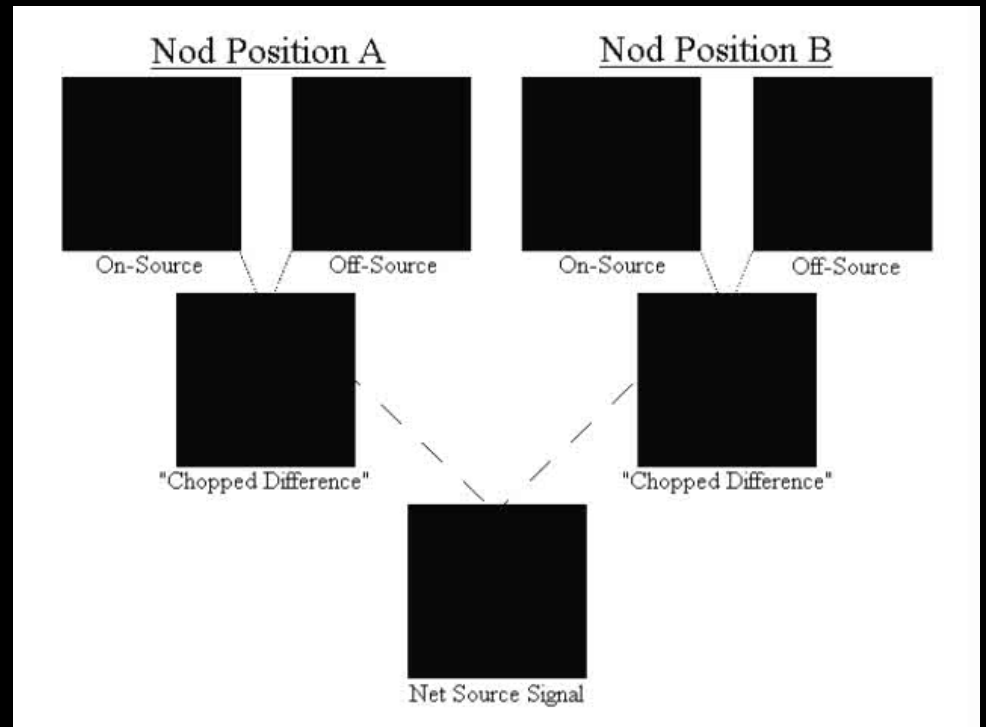 Nod Position A
Nod Position B
On-Source
Off-Source
On-Source
Off-Source
"Chopped Difference"
"Chopped Difference"
Net Source Signal